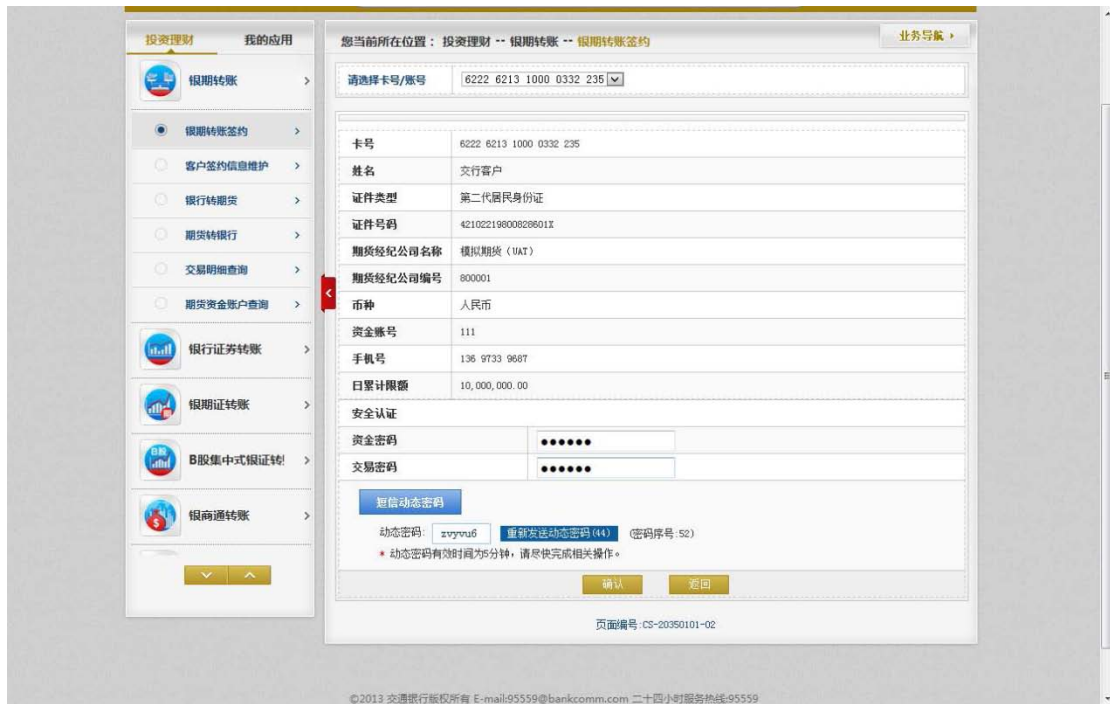 投资理财 我的应用
银期转账
银期转账签约
客户签约信息维护
银行转期货
期货转银行
交易明细查询
期货资金账户查询
银行证券转账
银期证转账
B股
B股集中式银证转!
银商通转账
您当前所在位置: 投资理财 -- 银期转账 -- 银期转账签约
业务导航
请选择卡号/账号 6222 6213 1000 0332 235
卡号 6222 6213 1000 0332 235
姓名 交行客户
证件类型 第二代居民身份证
证件号码 42102219800828601X
期货经纪公司名称 模拟期货 (UAT)
期货经纪公司编号 800001
币种 人民币
资金账号 111
手机号 136 9733 9687
日累计限额 10,000,000.00
安全认证
资金密码 ●●●●●●
交易密码 ●●●●●●
短信动态密码
动态密码: zvyvu6 重新发送动态密码(44) (密码序号:52)
* 动态密码有效时间为5分钟,请尽快完成相关操作。
确认 返回
页面编号:CS-20350101-02
©2013 交通银行版权所有 E-mail:95559@bankcomm.com 二十四小时服务热线:95559